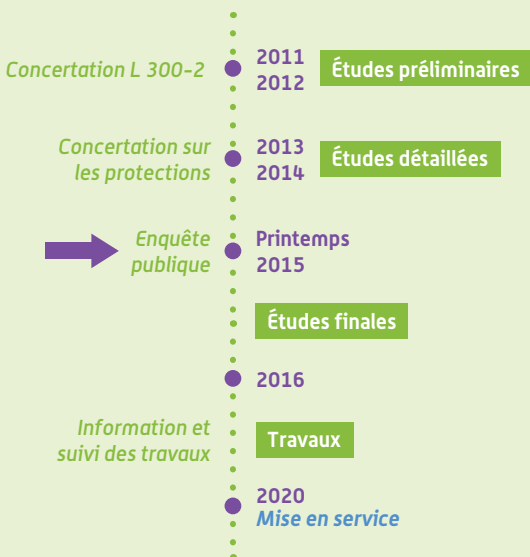 Concertation L 300-2
2011
2012
Études préliminaires
Concertation sur
les protections
2013
2014
Études détaillées
Enquête
publique
Printemps
2015
Études finales
2016
Information et
suivi des travaux
Travaux
2020
Mise en service